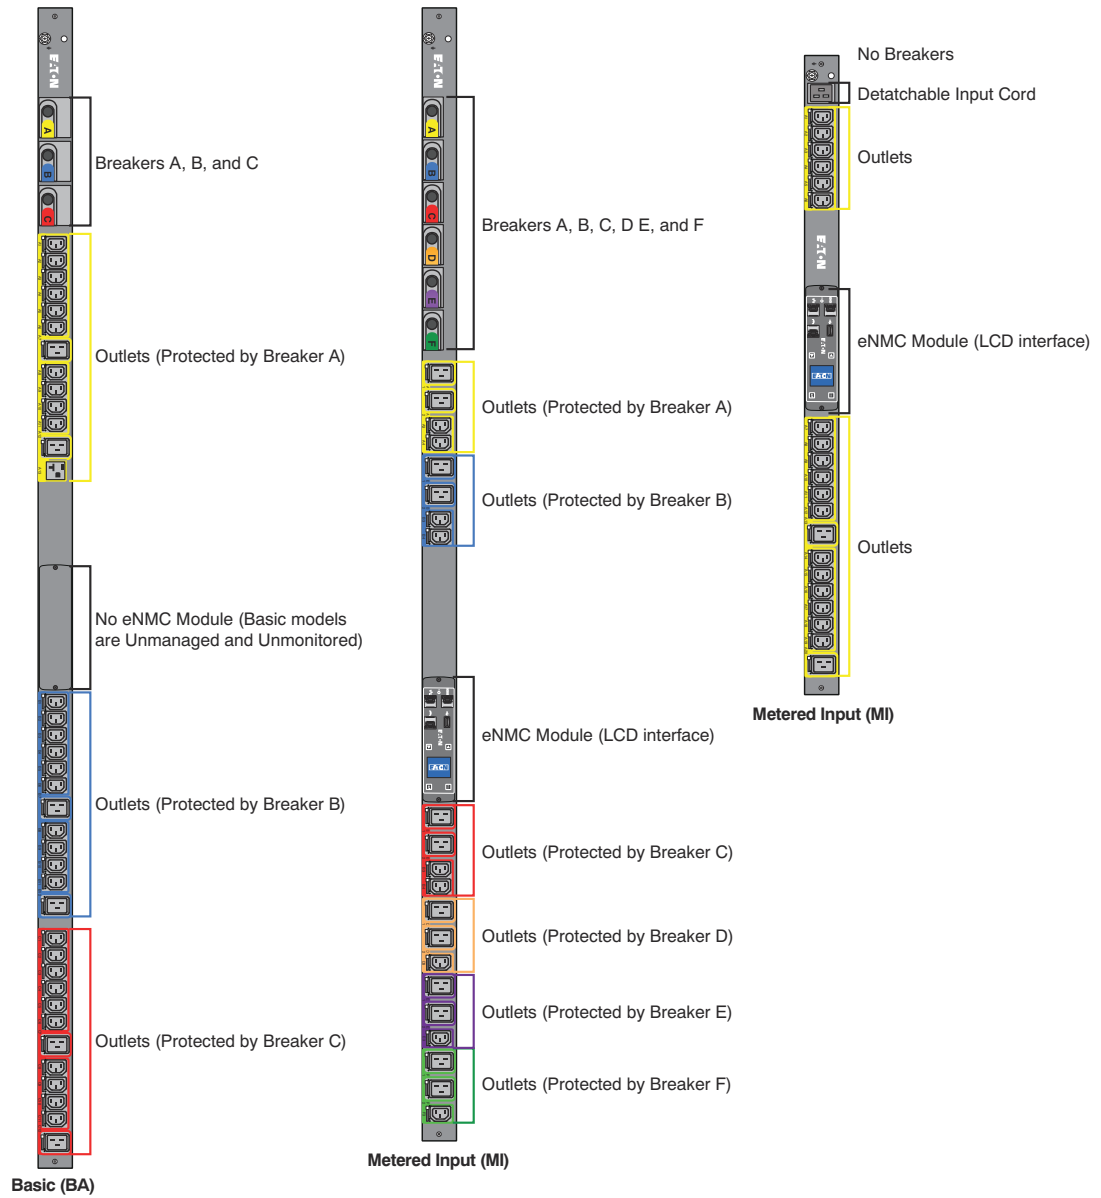 E·T·N
A
B
C
Breakers A, B, and C
Outlets (Protected by Breaker A)
No eNMC Module (Basic models
are Unmanaged and Unmonitored)
Outlets (Protected by Breaker B)
Outlets (Protected by Breaker C)
Basic (BA)
E·T·N
A
B
C
D
E
F
Breakers A, B, C, D E, and F
Outlets (Protected by Breaker A)
Outlets (Protected by Breaker B)
E·T·N
eNMC Module (LCD interface)
Outlets (Protected by Breaker C)
Outlets (Protected by Breaker D)
Outlets (Protected by Breaker E)
Outlets (Protected by Breaker F)
Metered Input (MI)
No Breakers
Detatchable Input Cord
Outlets
E·T·N
E·T·N
eNMC Module (LCD interface)
Outlets
Metered Input (MI)